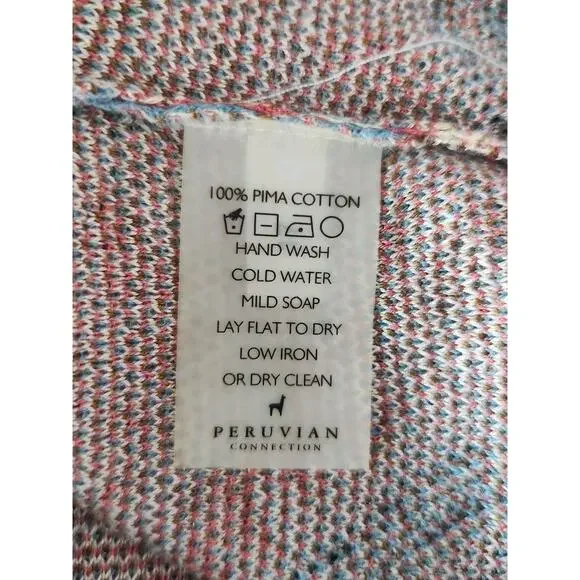 100% PIMA COTTON
HAND WASH
COLD WATER
MILD SOAP
LAY FLAT TO DRY
LOW IRON
OR DRY CLEAN
PERUVIAN
CONNECTION